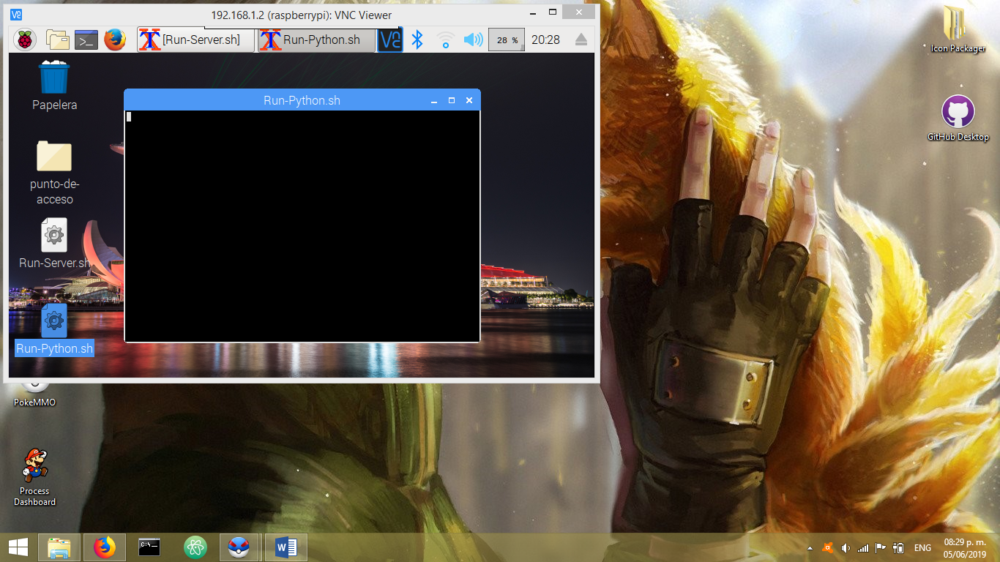 192.168.1.2 (raspberrypi): VNC Viewer
[Run-Server.sh]
Run-Python.sh
28 %
20:28
Papelera
punto-de-
acceso
Run-Server.sh
Run-Python.sh
Run-Python.sh
Icon Packager
GitHub Desktop
PokeMMO
Process
Dashboard
ENG
08:29 p. m.
05/06/2019